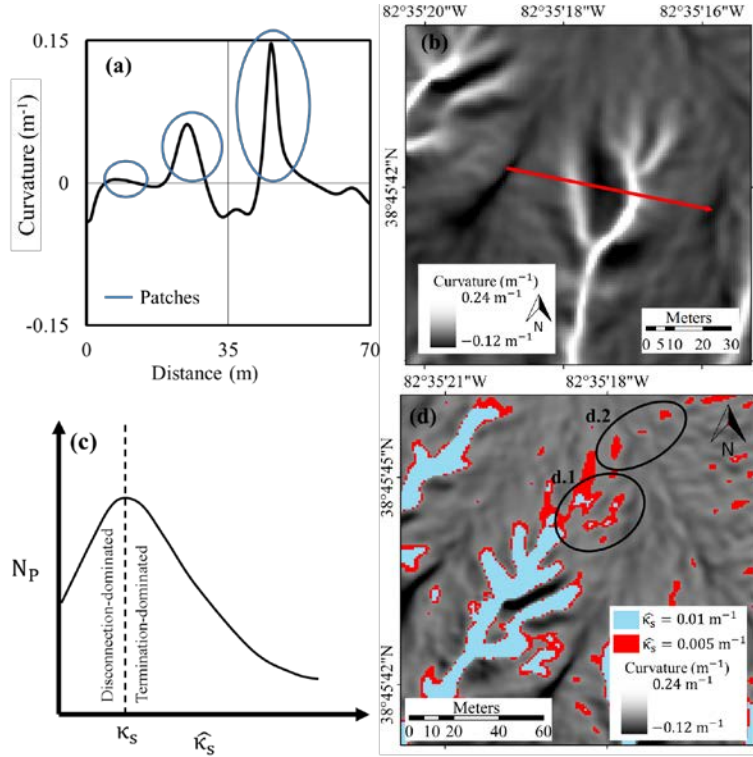 (a)
0.15
0
-0.15
Curvature (m⁻¹)
Patches
0
35
70
Distance (m)
82°35'20"W
82°35'18"W
82°35'16"W
(b)
38°45'42"N
Curvature (m⁻¹)
0.24 m⁻¹
−0.12 m⁻¹
N
Meters
0 5 10
20
30
(c)
N_P
Disconnection-dominated
Termination-dominated
κ_s
κ̂_s
82°35'21"W
82°35'18"W
(d)
d.2
d.1
N
38°45'45"N
38°45'42"N
κ̂_s = 0.01 m⁻¹
κ̂_s = 0.005 m⁻¹
Curvature (m⁻¹)
0.24 m⁻¹
−0.12 m⁻¹
Meters
0 10 20
40
60